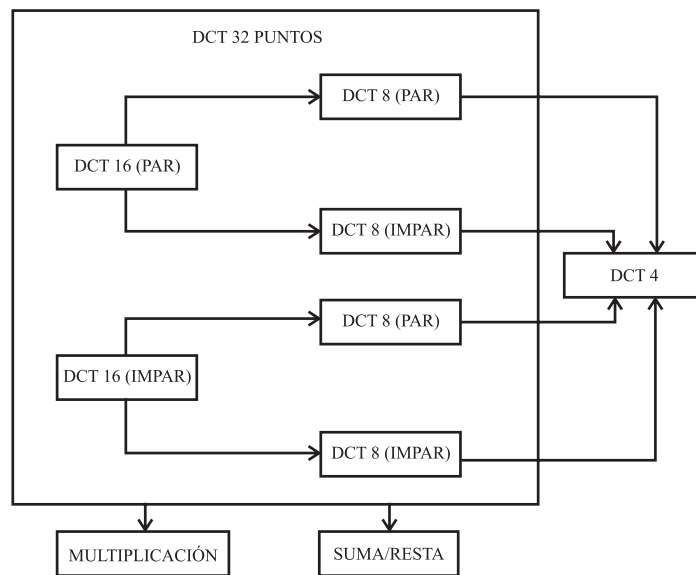 DCT 32 PUNTOS
DCT 8 (PAR)
DCT 16 (PAR)
DCT 8 (IMPAR)
DCT 4
DCT 8 (PAR)
DCT 16 (IMPAR)
DCT 8 (IMPAR)
MULTIPLICACIÓN
SUMA/RESTA